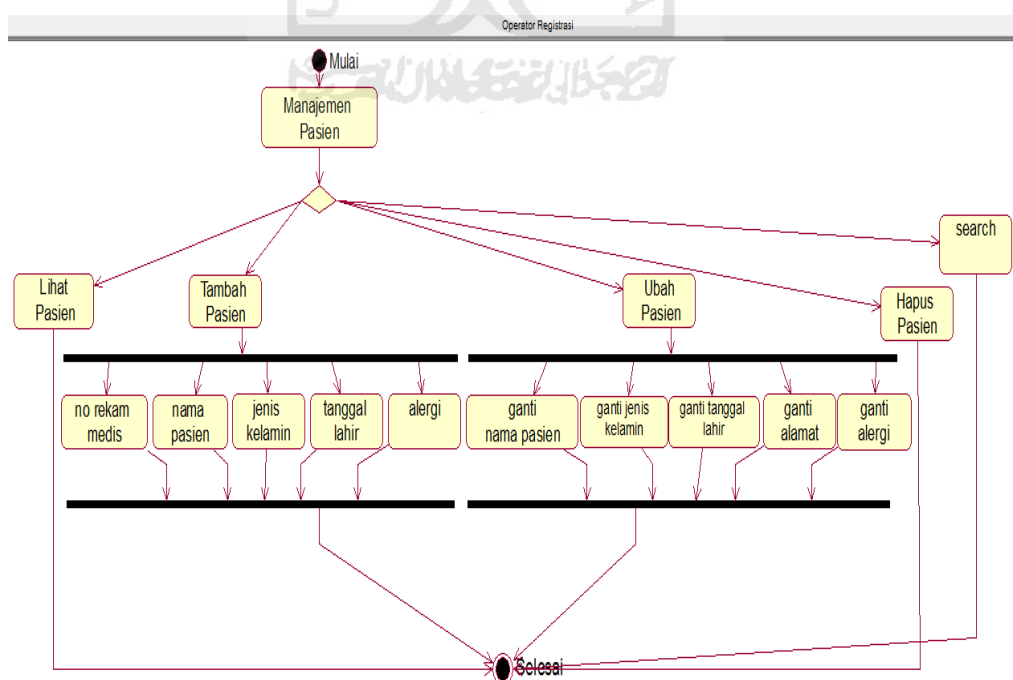 Operator Registrasi
Mulai
Manajemen
Pasien
search
Lihat
Pasien
Tambah
Pasien
Ubah
Pasien
Hapus
Pasien
no rekam
medis
nama
pasien
jenis
kelamin
tanggal
lahir
alergi
ganti
nama pasien
ganti jenis
kelamin
ganti tanggal
lahir
ganti
alamat
ganti
alergi
Selesai